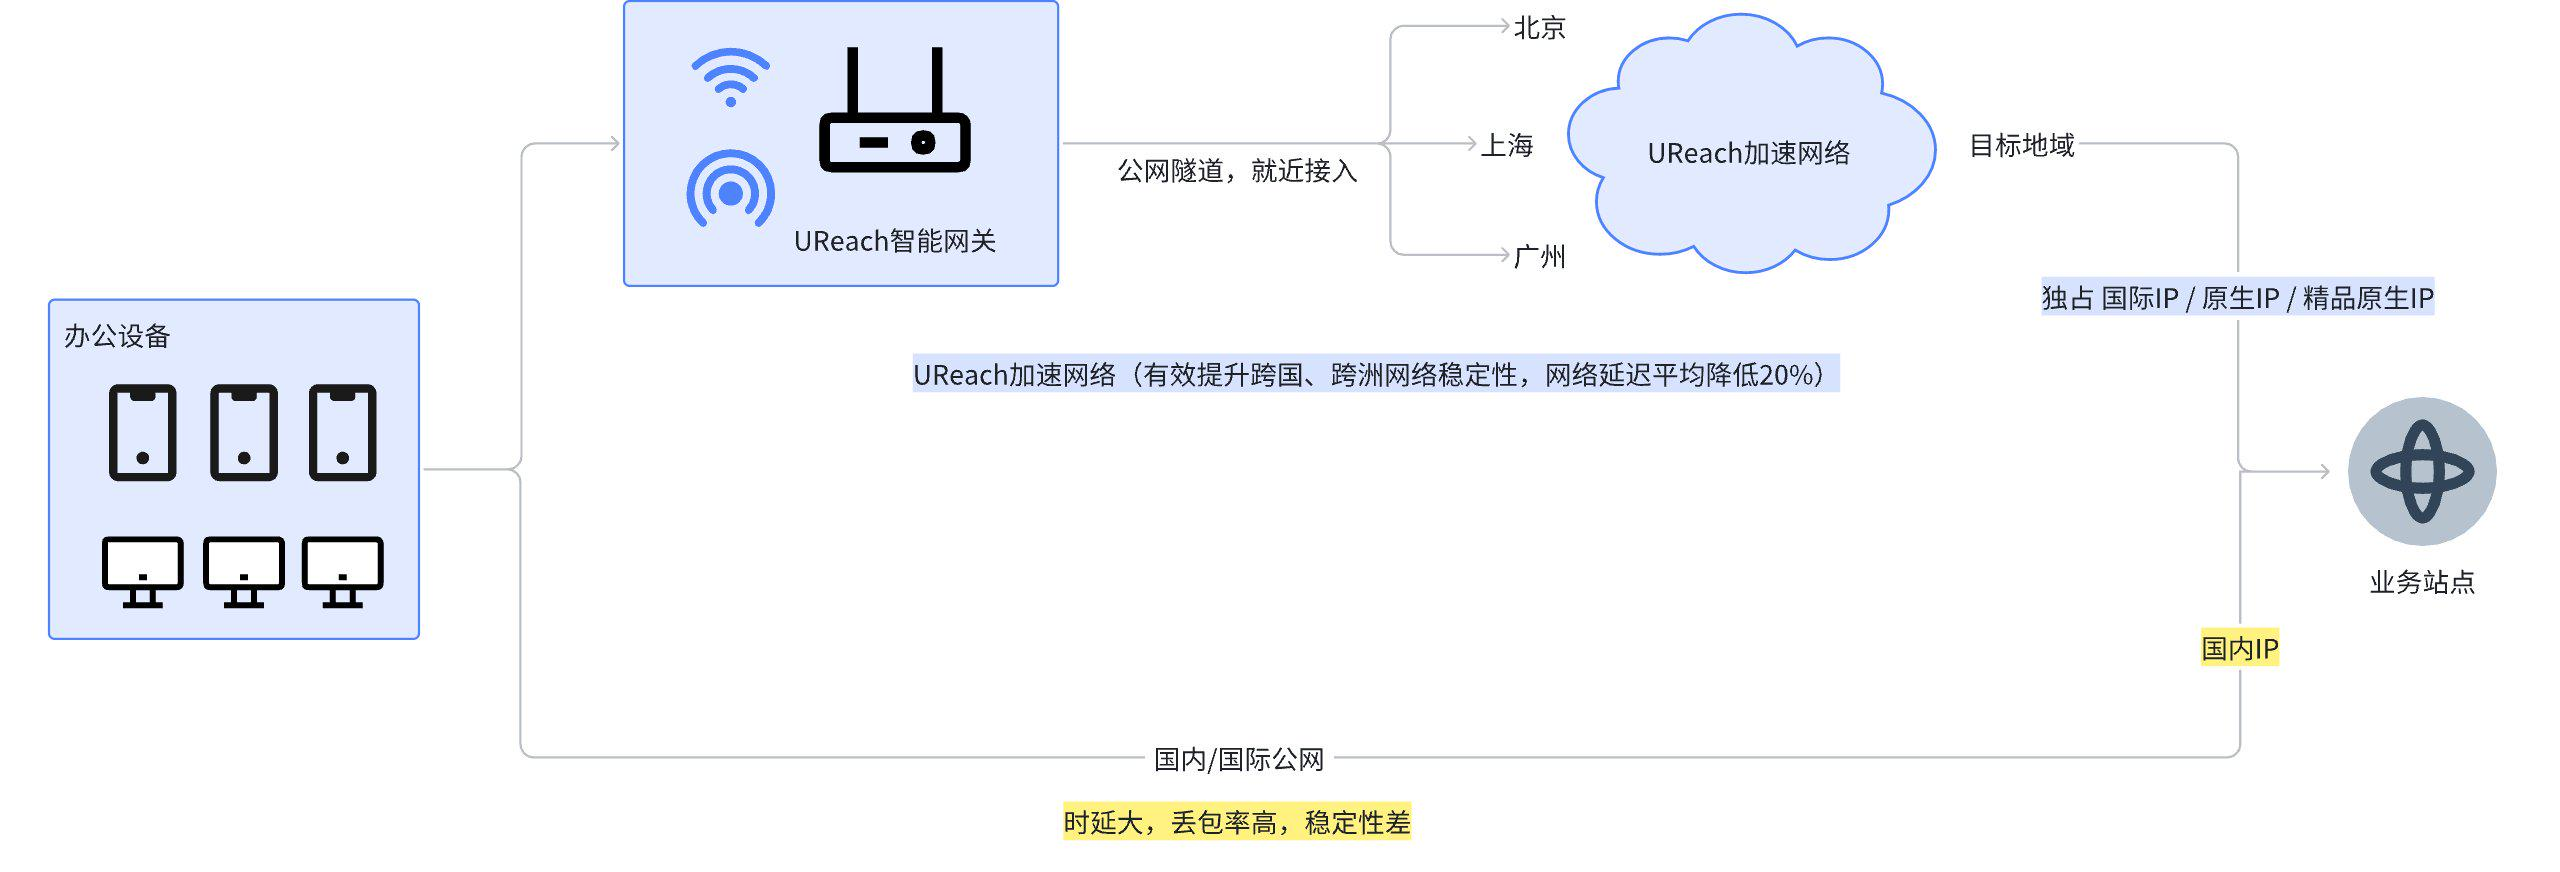 北京
上海
广州
公网隧道，就近接入
UReach智能网关
UReach加速网络
目标地域
独占 国际IP / 原生IP / 精品原生IP
办公设备
UReach加速网络（有效提升跨国、跨洲网络稳定性，网络延迟平均降低20%）
业务站点
国内IP
国内/国际公网
时延大，丢包率高，稳定性差